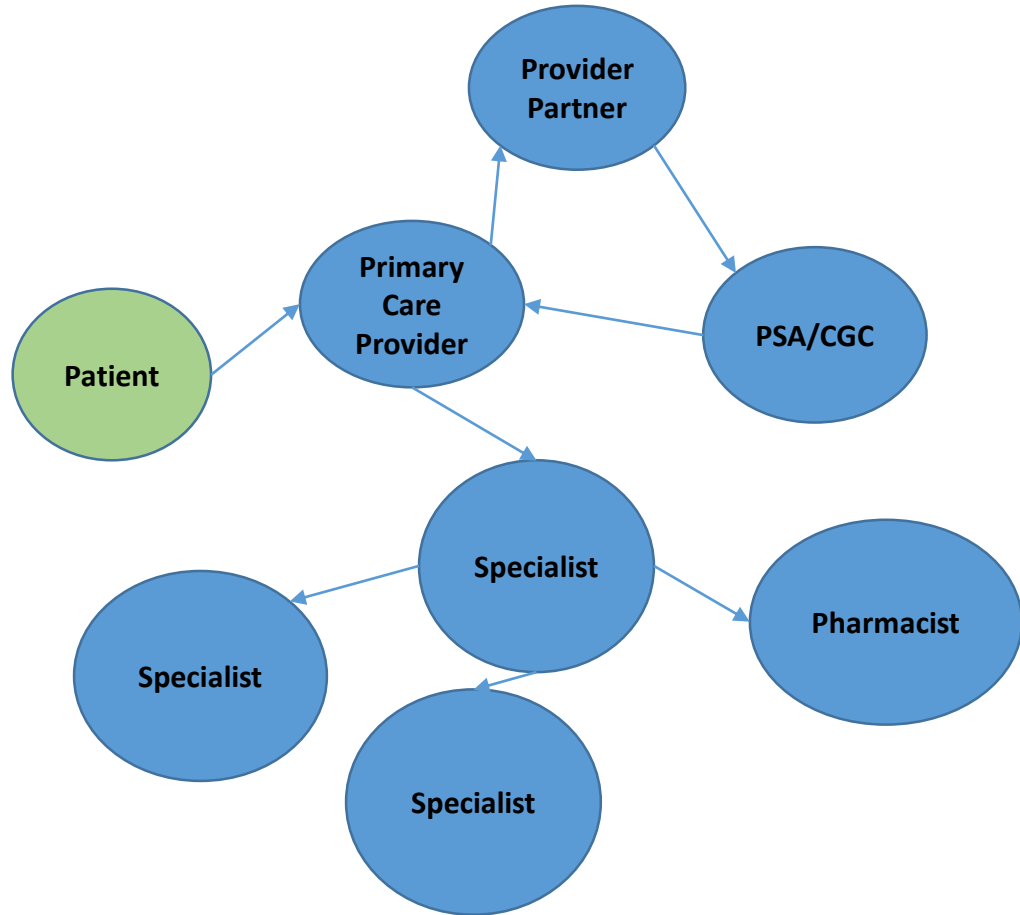 Provider
Partner
Primary
Care
Provider
PSA/CGC
Patient
Specialist
Pharmacist
Specialist
Specialist